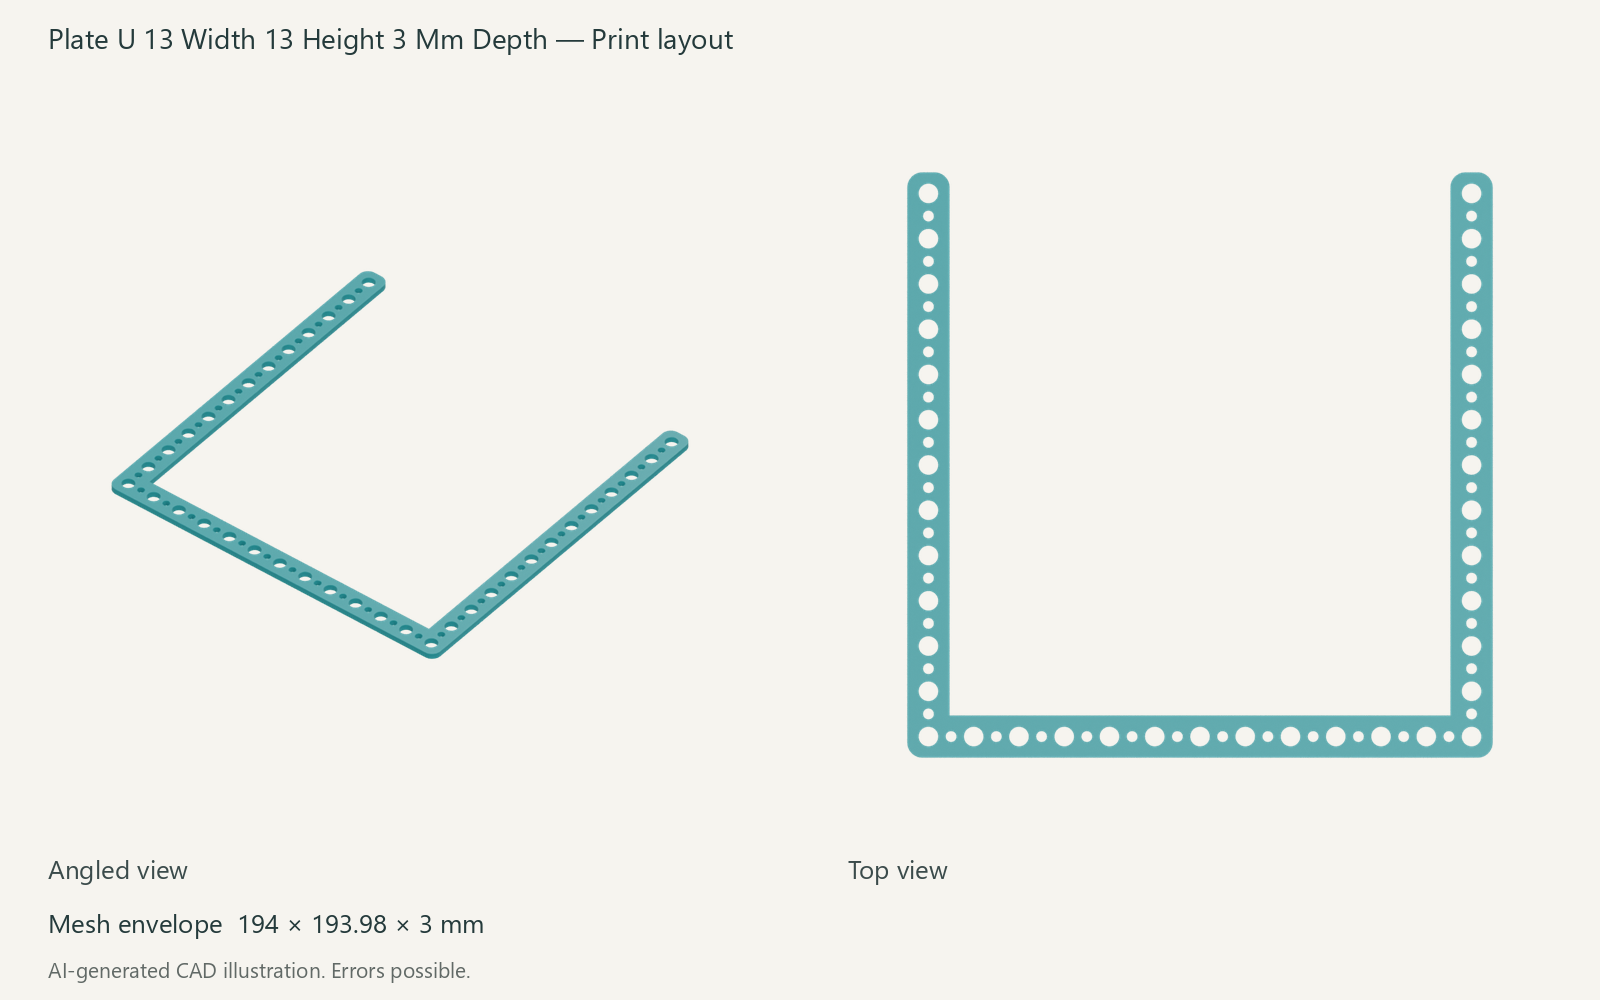 Plate U 13 Width 13 Height 3 Mm Depth — Print layout
Angled view
Top view
Mesh envelope 194 × 193.98 × 3 mm
AI-generated CAD illustration. Errors possible.